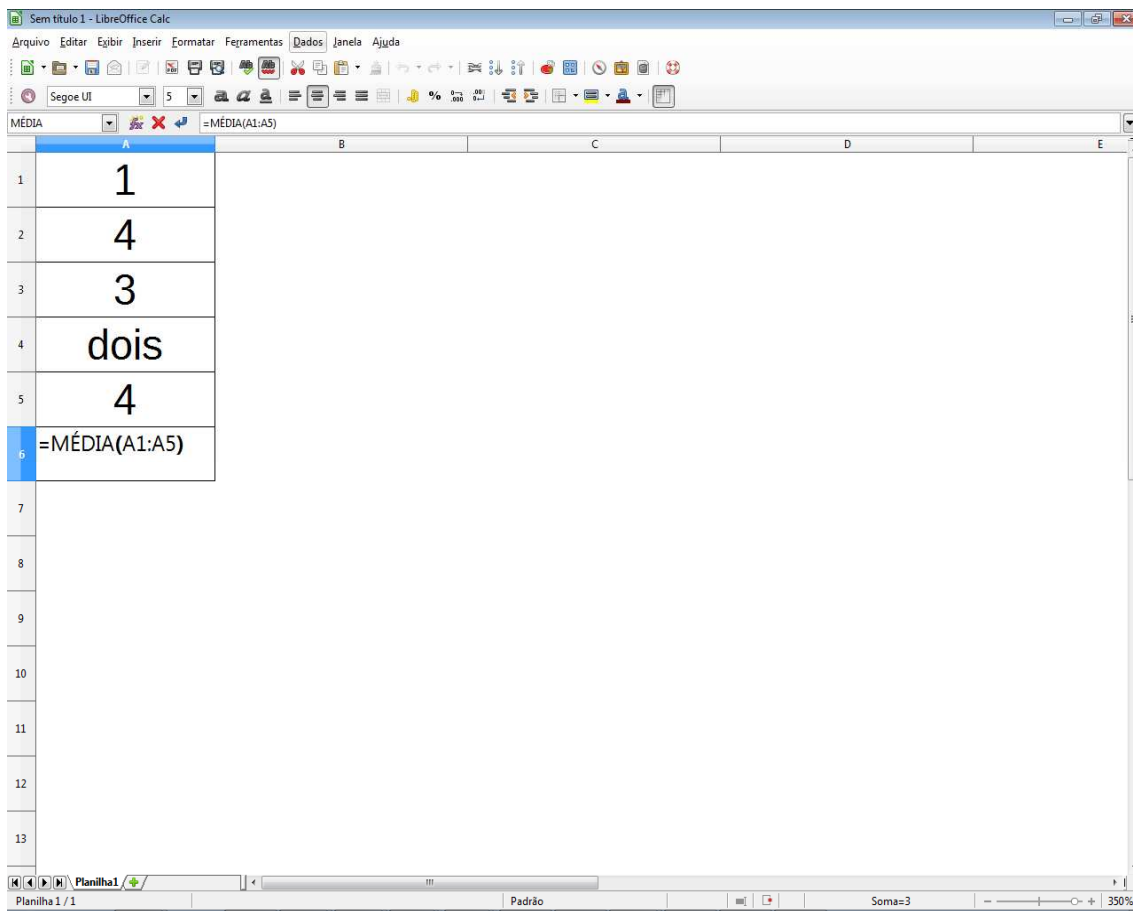 Sem título 1 - LibreOffice Calc
Arquivo Editar Exibir Inserir Formatar Ferramentas Dados Janela Ajuda
Segoe UI 5 a a a %
MÉDIA =MÉDIA(A1:A5)
A B C D E
1 1
2 4
3 3
4 dois
5 4
6 =MÉDIA(A1:A5)
7
8
9
10
11
12
13
Planilha1
Planilha 1 / 1 Padrão Soma=3 350%